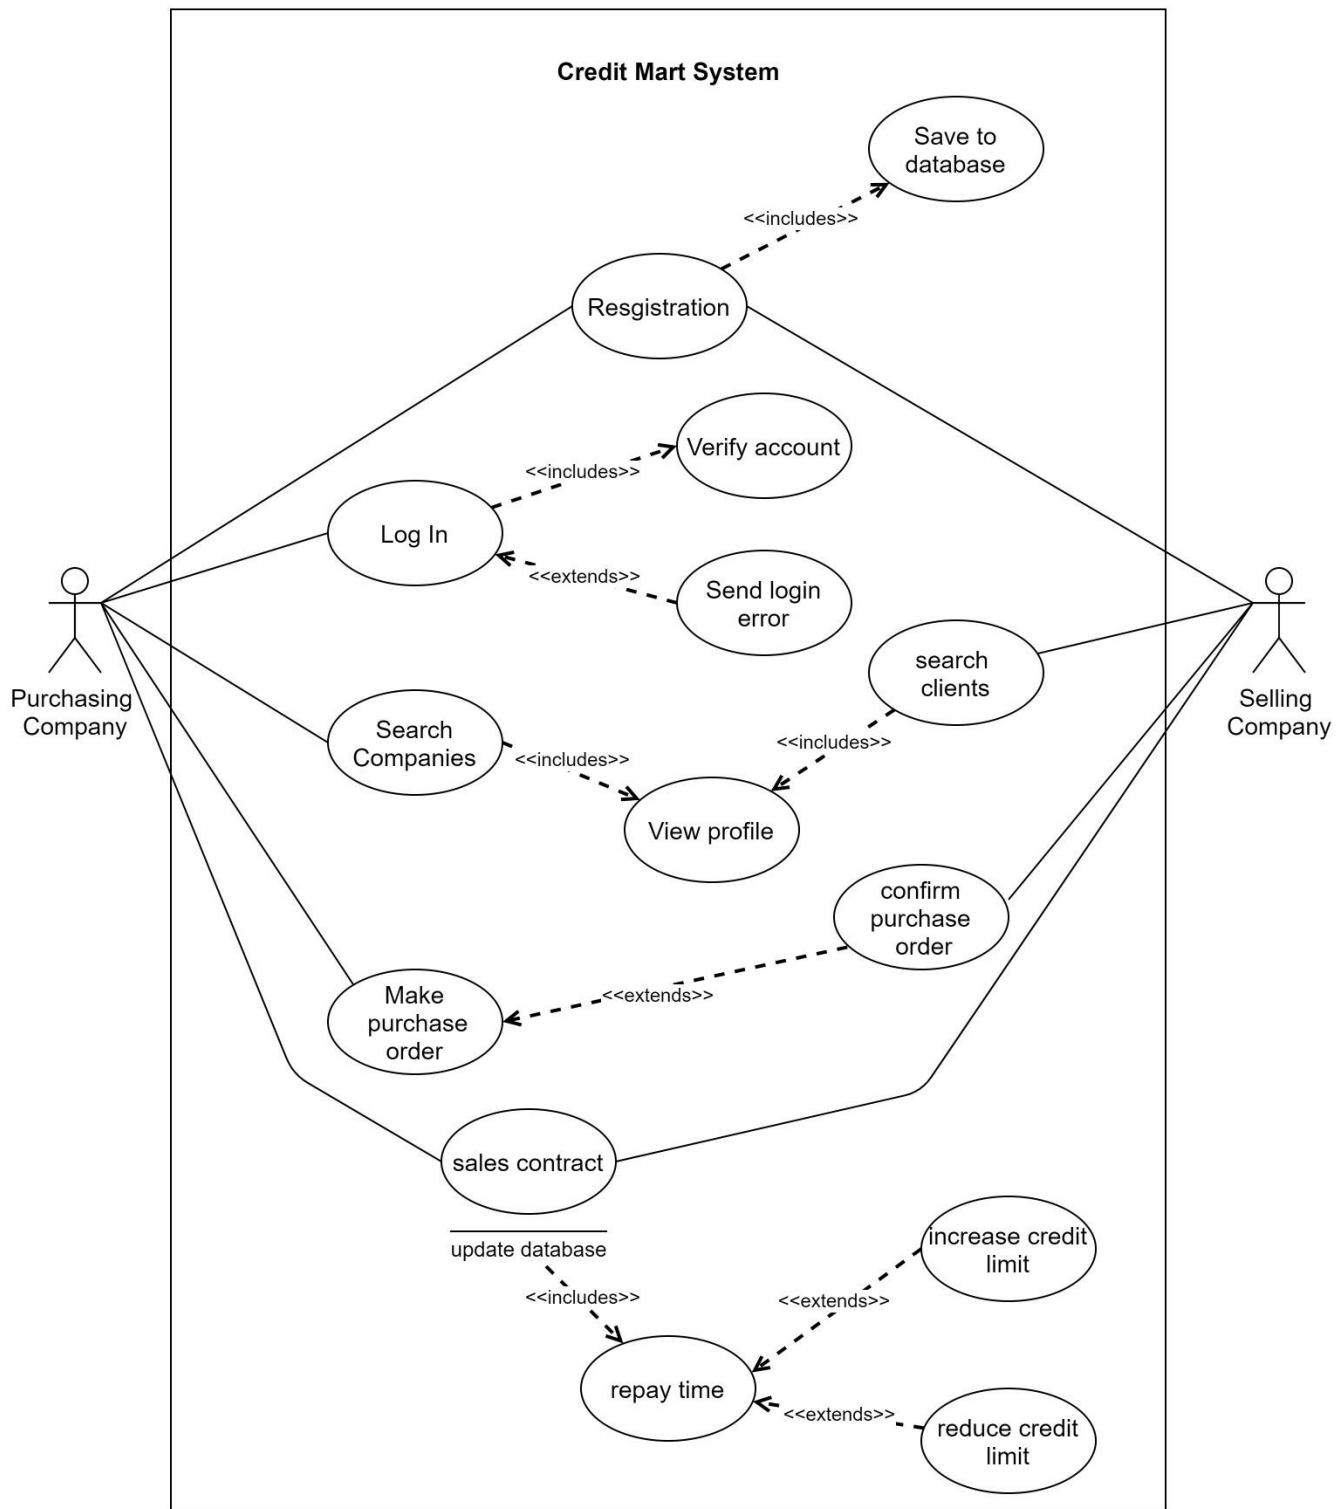 Credit Mart System
Save to
database
<<includes>>
Resgistration
Verify account
<<includes>>
Log In
<<extends>>
Send login
error
search
clients
Purchasing
Company
Selling
Company
Search
Companies
<<includes>>
<<includes>>
View profile
confirm
purchase
order
<<extends>>
Make
purchase
order
sales contract
update database
<<includes>>
increase credit
limit
<<extends>>
repay time
<<extends>>
reduce credit
limit